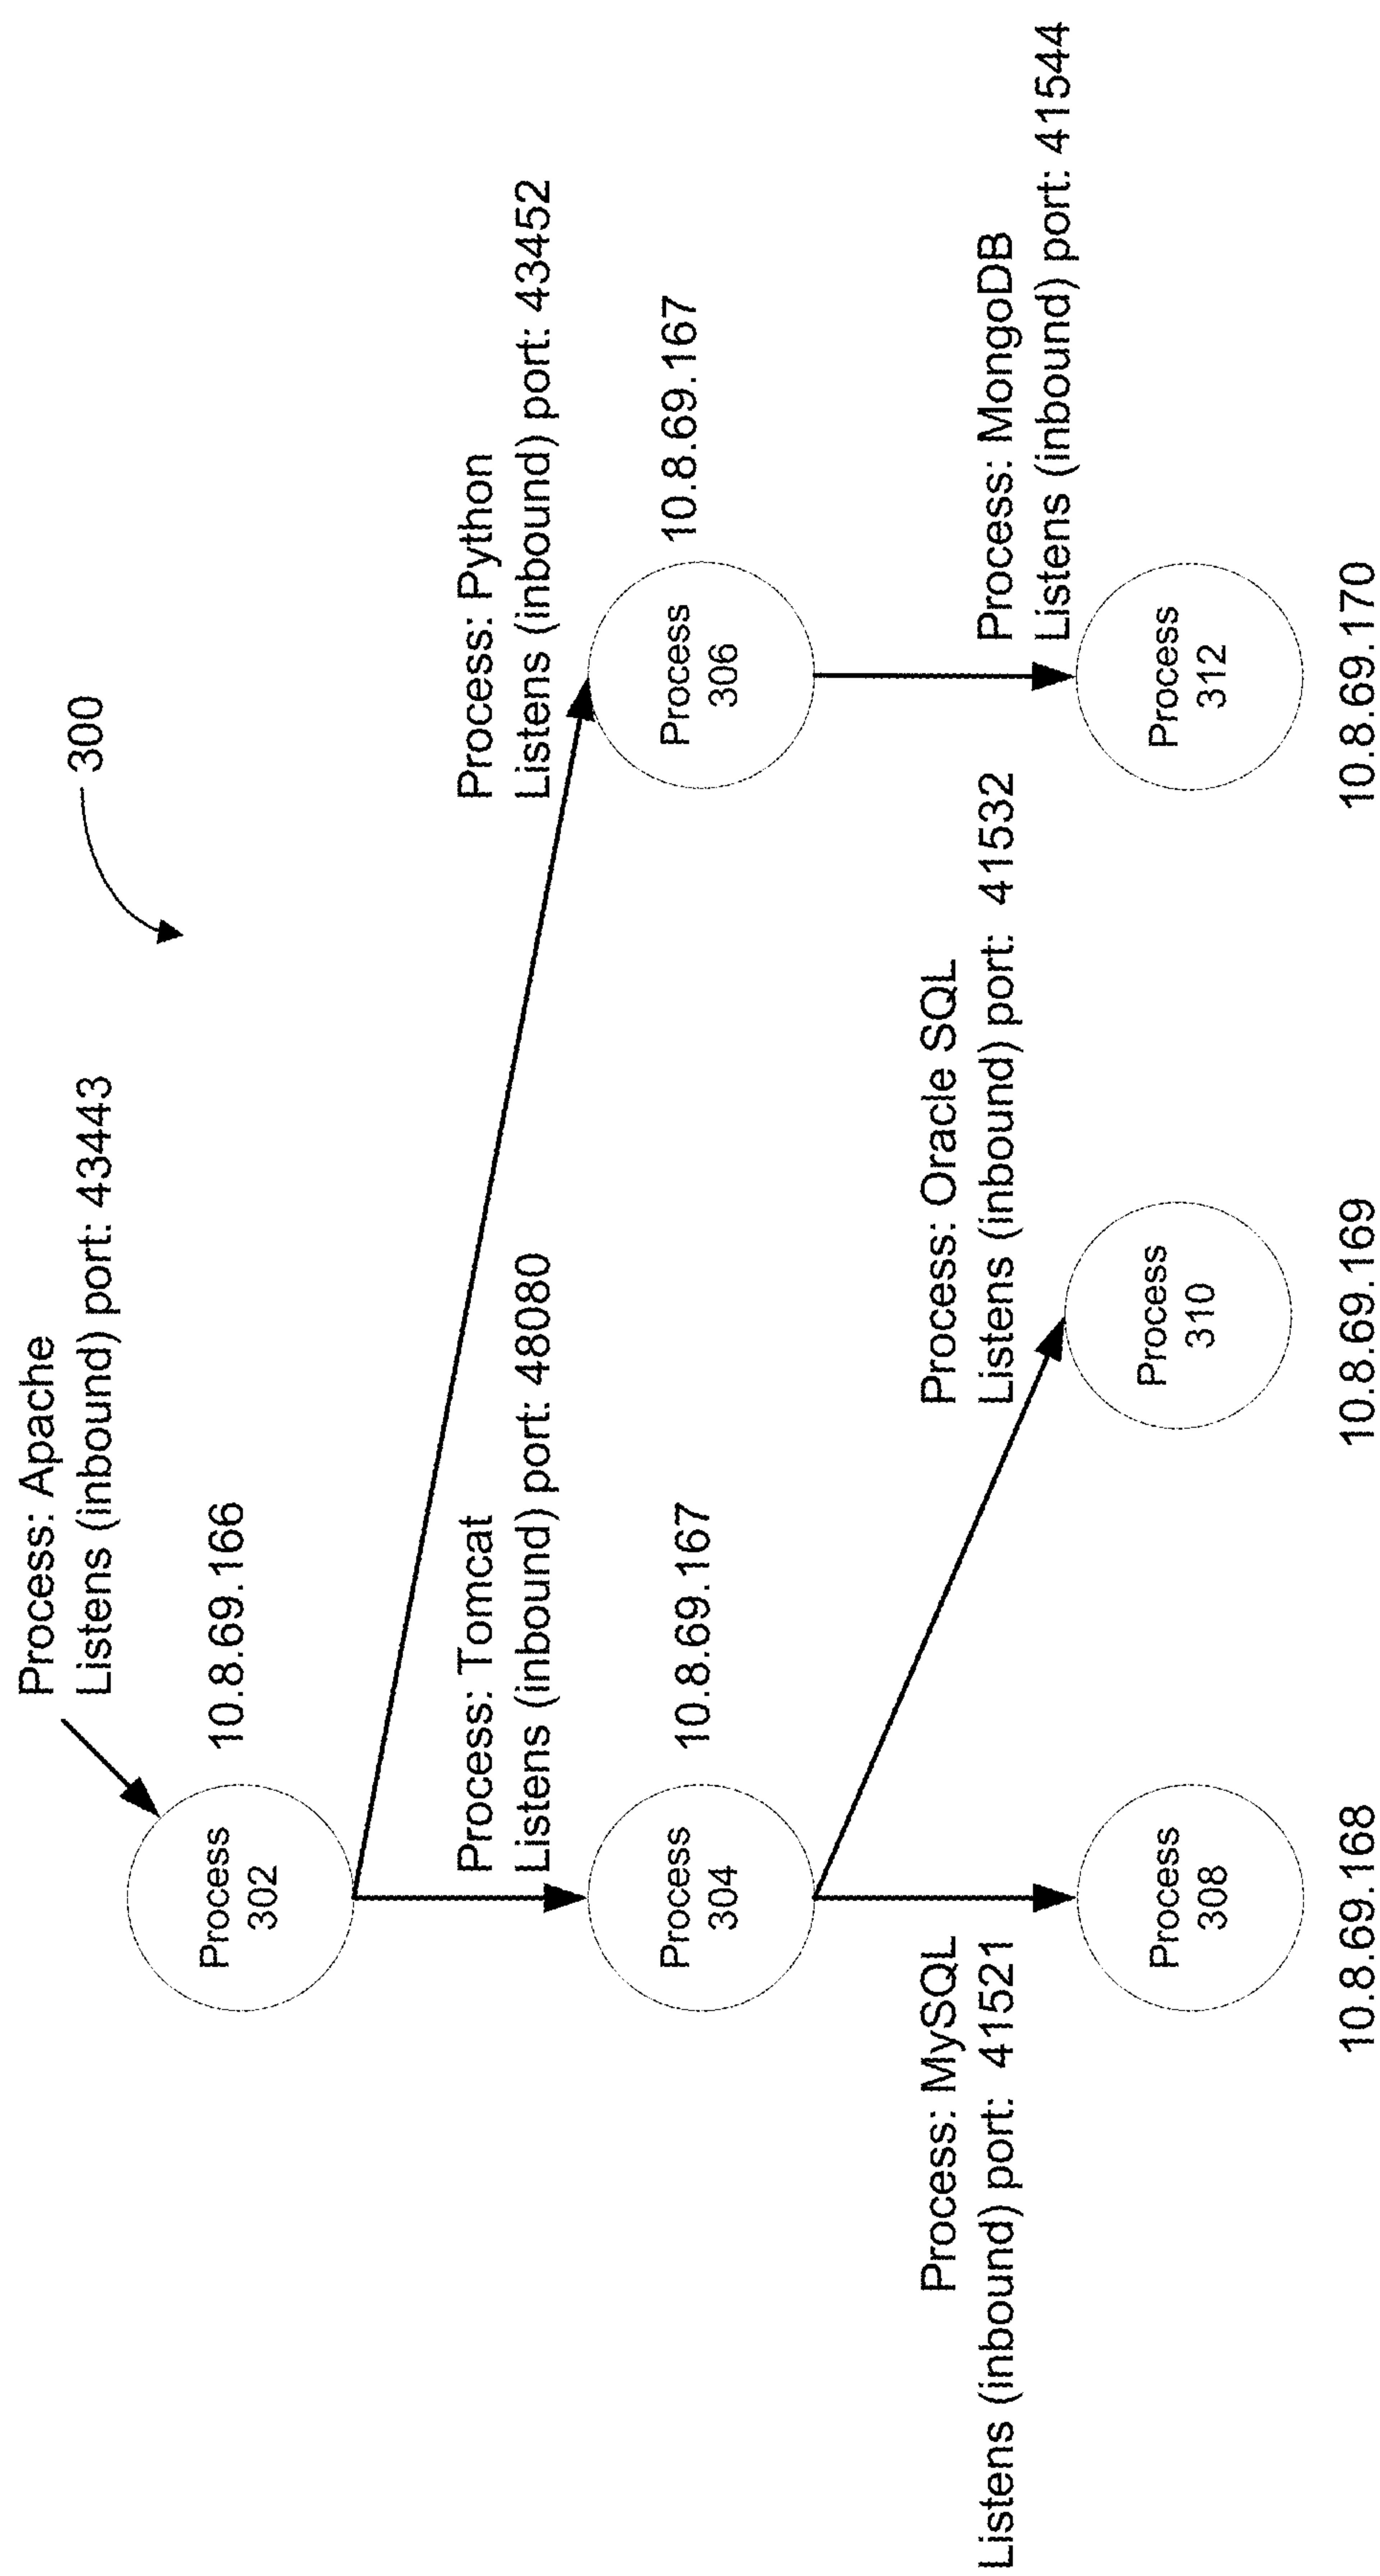 300
Process: Apache
Listens (inbound) port: 43443
Process
302
10.8.69.166
Process: Tomcat
Listens (inbound) port: 48080
Process: Python
Listens (inbound) port: 43452
Process
304
10.8.69.167
Process
306
10.8.69.167
Process: MySQL
Listens (inbound) port: 41521
Process: Oracle SQL
Listens (inbound) port: 41532
Process: MongoDB
Listens (inbound) port: 41544
Process
308
Process
310
Process
312
10.8.69.168
10.8.69.169
10.8.69.170